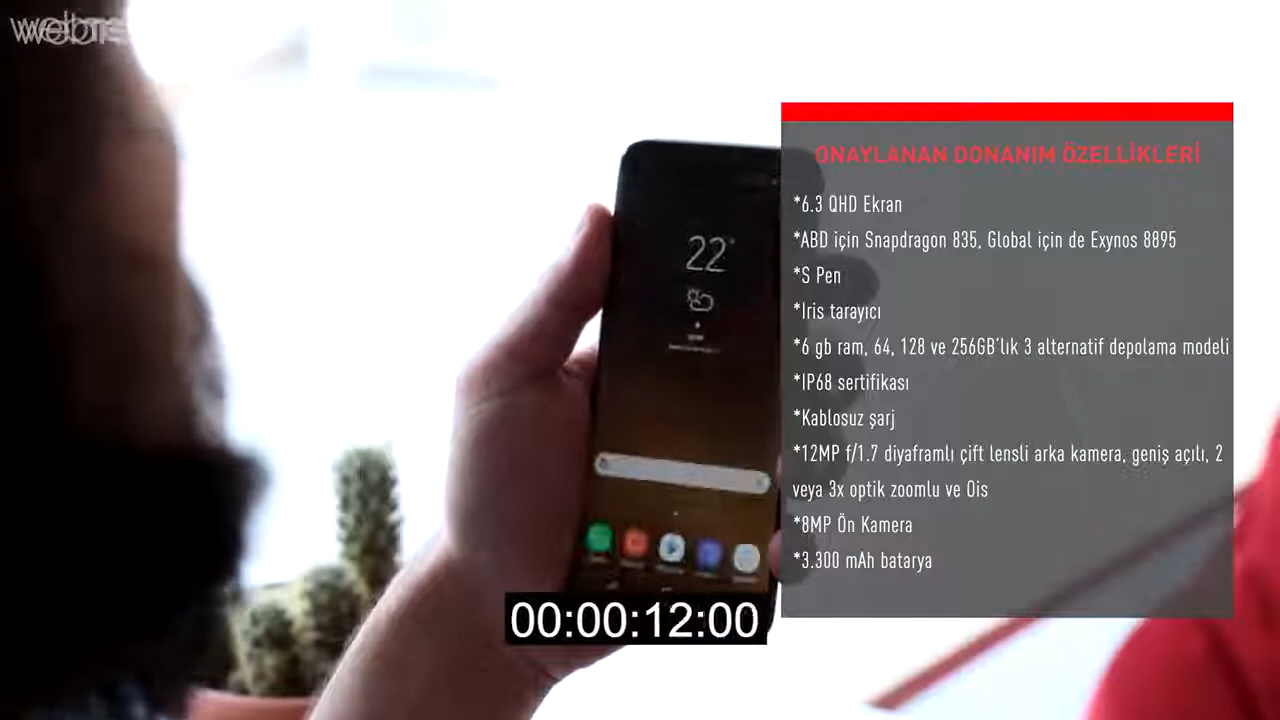 ONAYLANAN DONANIM ÖZELLİKLERİ
*6.3 QHD Ekran
*ABD için Snapdragon 835, Global için de Exynos 8895
*S Pen
*Iris tarayıcı
*6 gb ram, 64, 128 ve 256GB'lık 3 alternatif depolama modeli
*IP68 sertifikası
*Kablosuz şarj
*12MP f/1.7 diyaframlı çift lensli arka kamera, geniş açılı, 2
veya 3x optik zoomlu ve Ois
*8MP Ön Kamera
*3.300 mAh batarya
22°
00:00:12:00